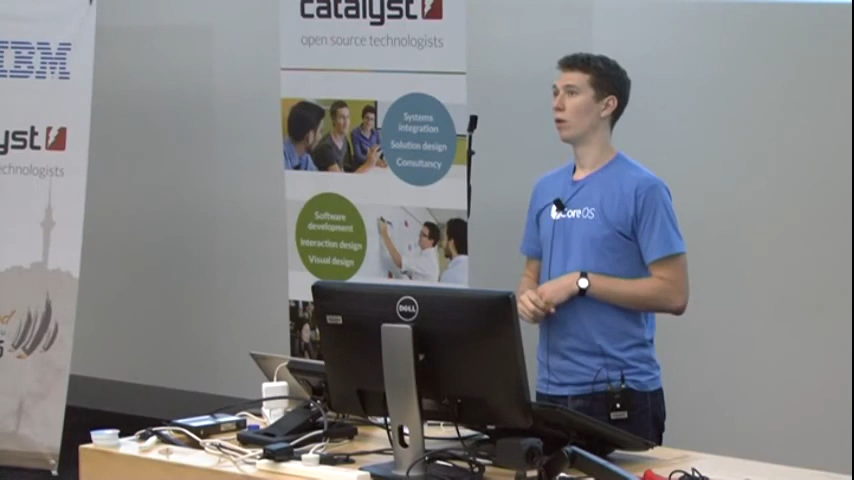 IBM
lyst
echnologists
catalyst
open source technologists
Systems
integration
Solution design
Consultancy
Software
development
Interaction design
Visual design
DELL
CoreOS